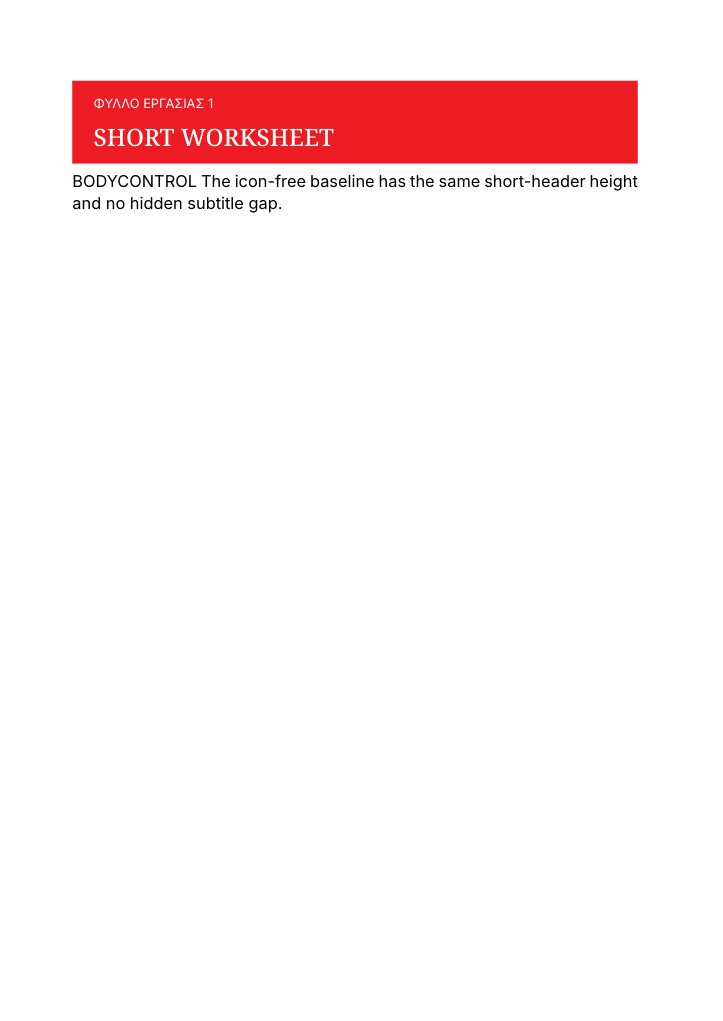 ΦΥΛΛΟ ΕΡΓΑΣΙΑΣ 1
SHORT WORKSHEET
BODYCONTROL The icon-free baseline has the same short-header height
and no hidden subtitle gap.